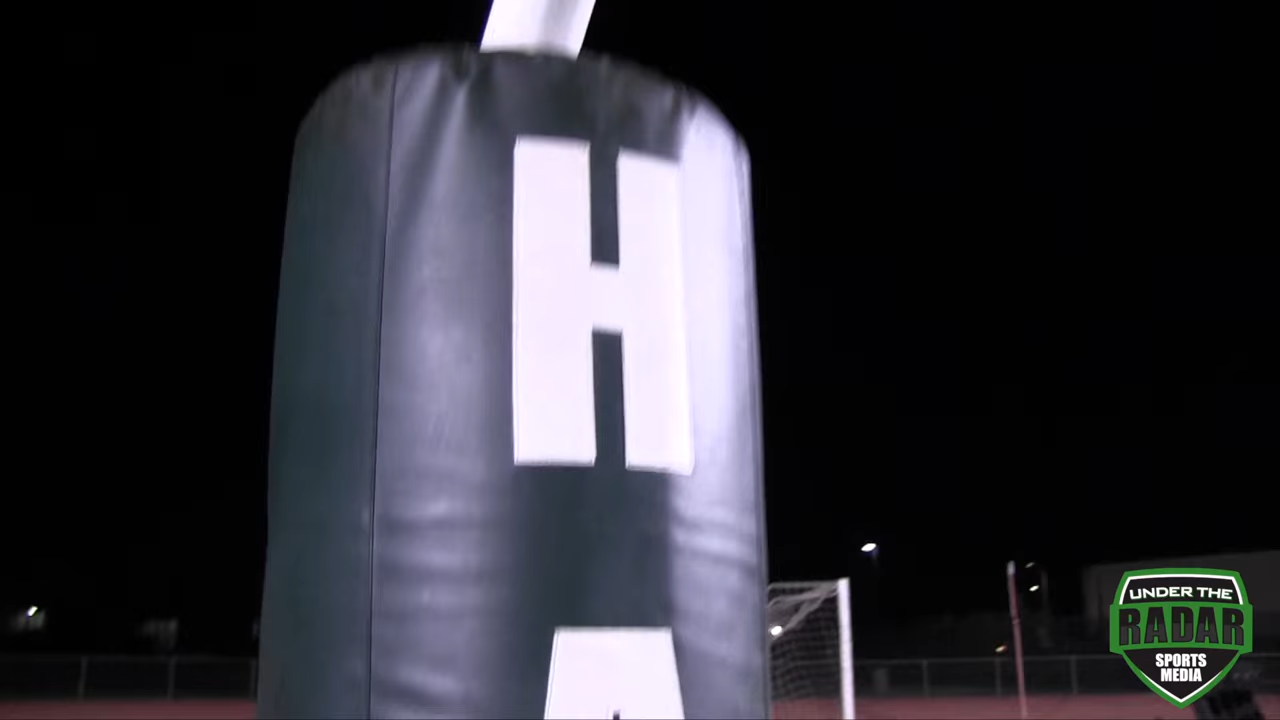 H
A
UNDER THE
RADAR
SPORTS
MEDIA